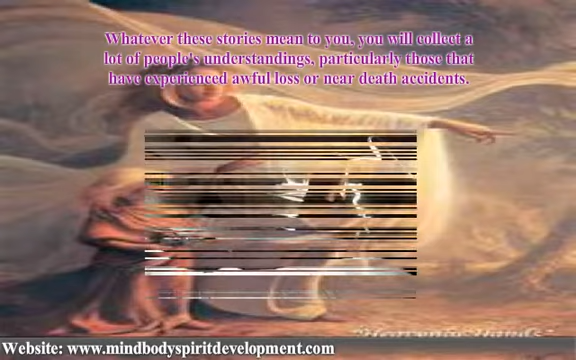 Whatever these stories mean to you, you will collect a
lot of people's understandings, particularly those that
have experienced awful loss or near death accidents.
Website: www.mindbodyspiritdevelopment.com